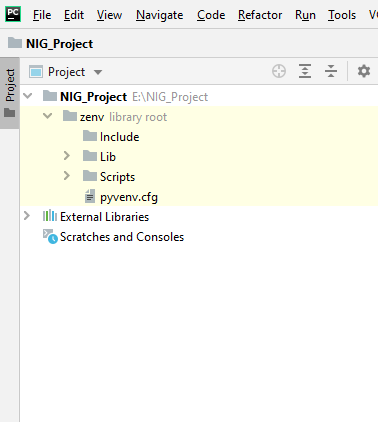 PC File Edit View Navigate Code Refactor Run Tools
NIG_Project
Project
Project
NIG_Project E:\NIG_Project
zenv library root
Include
Lib
Scripts
pyvenv.cfg
External Libraries
Scratches and Consoles